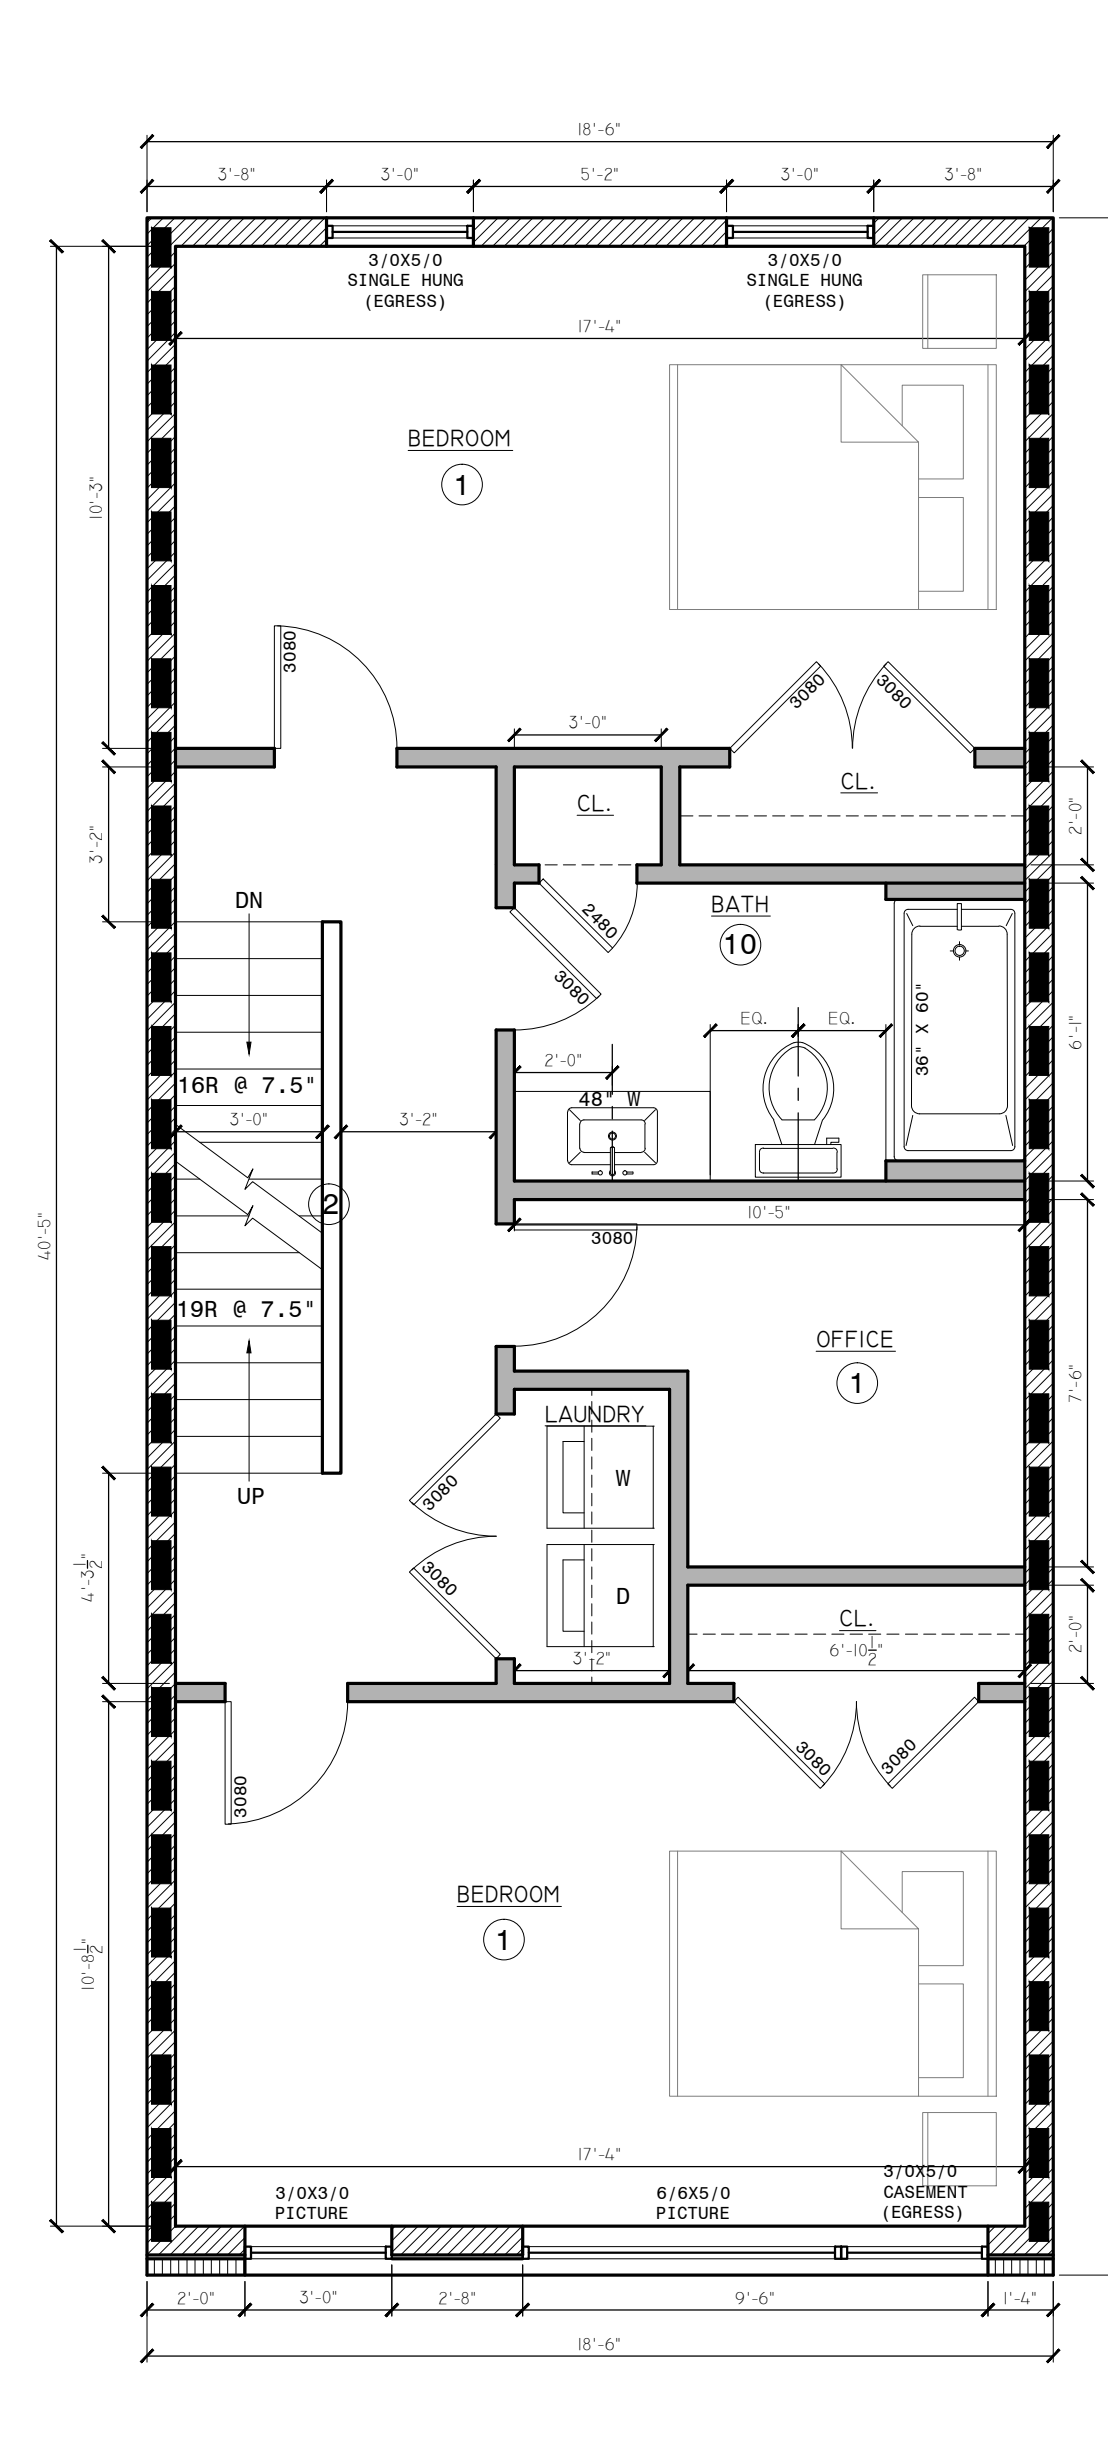 18'-6"
3'-8"
3'-0"
5'-2"
3'-0"
3'-8"
3/0X5/0
SINGLE HUNG
(EGRESS)
3/0X5/0
SINGLE HUNG
(EGRESS)
17'-4"
BEDROOM
1
10'-3"
3080
3080
3080
3'-0"
CL.
CL.
2'-0"
3'-2"
DN
2480
BATH
10
3080
EQ.
EQ.
36" X 60"
6'-1"
2'-0"
48" W
16R @ 7.5"
3'-0"
3'-2"
2
10'-5"
3080
40'-5"
19R @ 7.5"
OFFICE
1
7'-6"
LAUNDRY
W
3080
UP
4'-3 1/2"
3080
D
CL.
6'-10 1/2"
3'-2"
2'-0"
3080
3080
3080
BEDROOM
1
10'-8 1/2"
17'-4"
3/0X3/0
PICTURE
6/6X5/0
PICTURE
3/0X5/0
CASEMENT
(EGRESS)
2'-0"
3'-0"
2'-8"
9'-6"
1'-4"
18'-6"